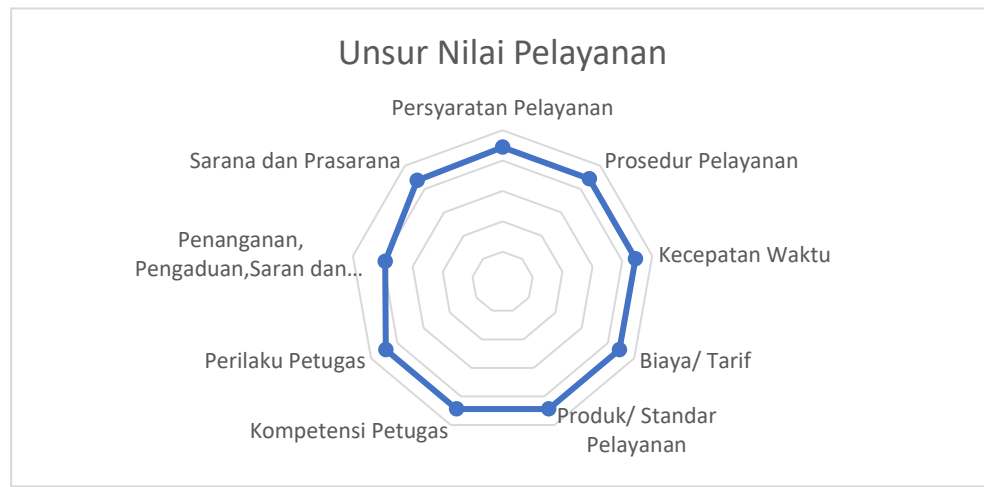 Unsur Nilai Pelayanan
Persyaratan Pelayanan
Prosedur Pelayanan
Kecepatan Waktu
Biaya/ Tarif
Produk/ Standar
Pelayanan
Kompetensi Petugas
Perilaku Petugas
Penanganan,
Pengaduan,Saran dan...
Sarana dan Prasarana